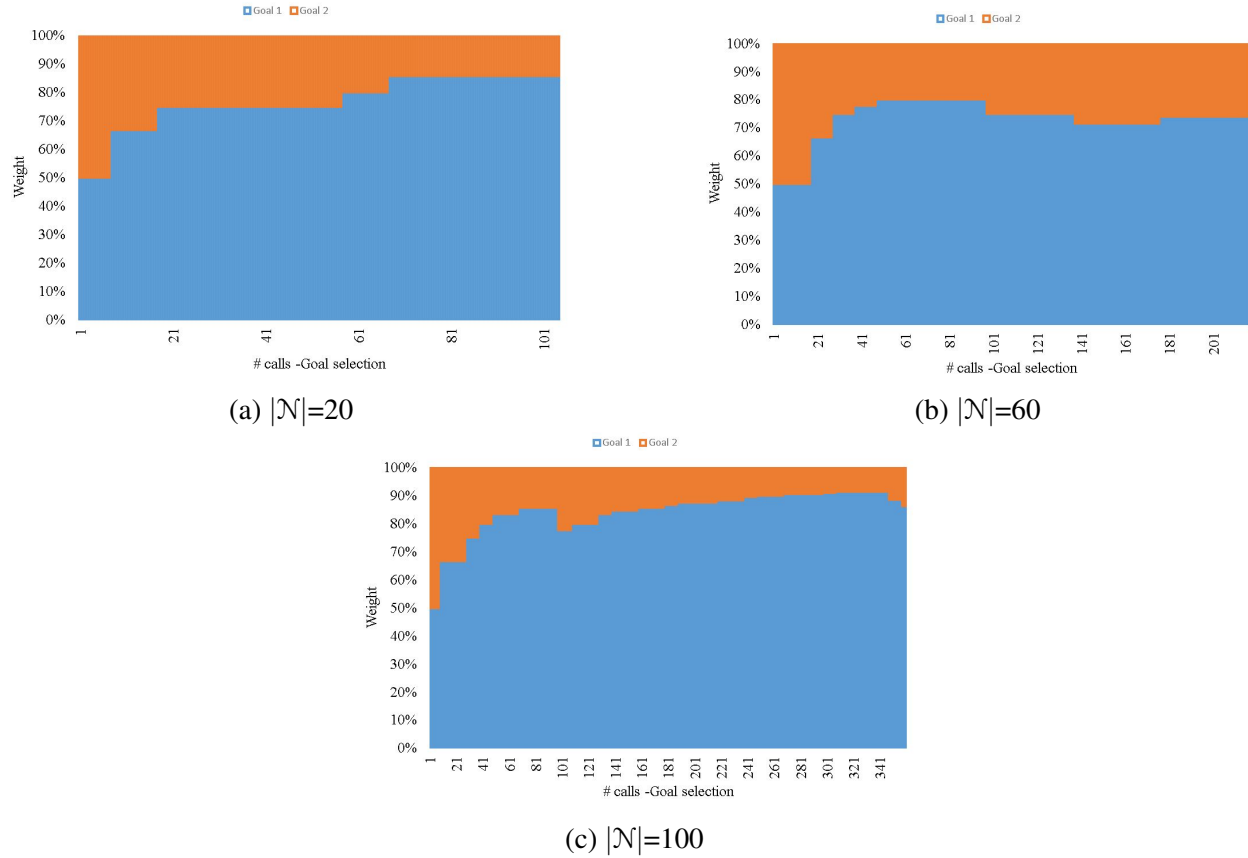 Goal 1 Goal 2
100%
90%
80%
70%
60%
50%
40%
30%
20%
10%
0%
Weight
1 21 41 61 81 101
# calls -Goal selection
(a) |𝒩|=20
Goal 1 Goal 2
100%
90%
80%
70%
60%
50%
40%
30%
20%
10%
0%
Weight
1 21 41 61 81 101 121 141 161 181 201
# calls -Goal selection
(b) |𝒩|=60
Goal 1 Goal 2
100%
90%
80%
70%
60%
50%
40%
30%
20%
10%
0%
Weight
1 21 41 61 81 101 121 141 161 181 201 221 241 261 281 301 321 341
# calls -Goal selection
(c) |𝒩|=100